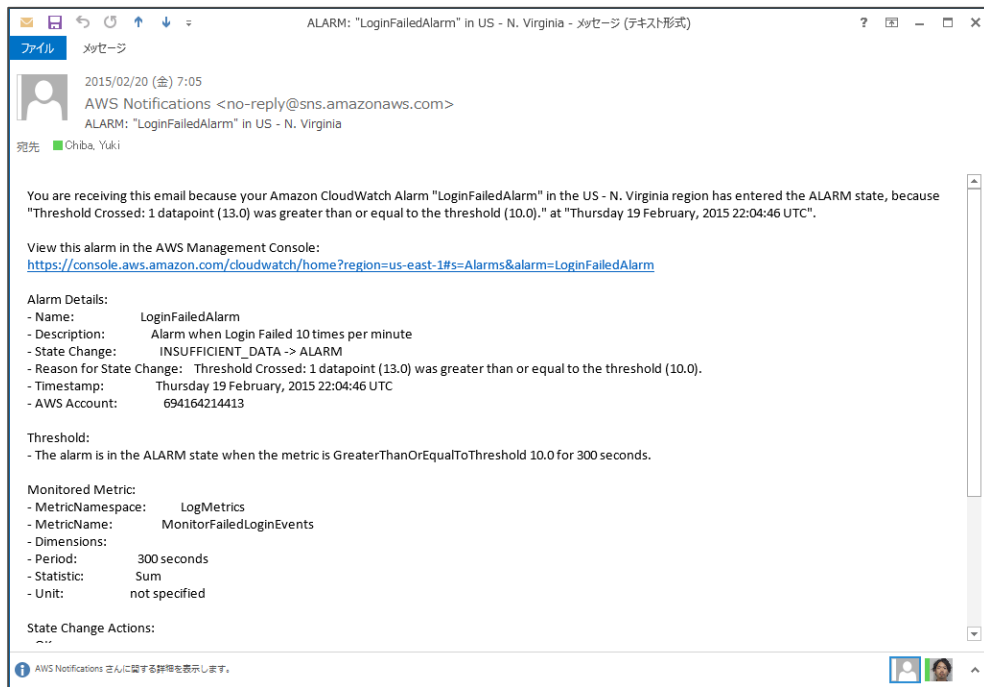 ALARM: "LoginFailedAlarm" in US - N. Virginia - メッセージ (テキスト形式)
ファイル メッセージ
2015/02/20 (金) 7:05
AWS Notifications <no-reply@sns.amazonaws.com>
ALARM: "LoginFailedAlarm" in US - N. Virginia
宛先 Chiba, Yuki
You are receiving this email because your Amazon CloudWatch Alarm "LoginFailedAlarm" in the US - N. Virginia region has entered the ALARM state, because
"Threshold Crossed: 1 datapoint (13.0) was greater than or equal to the threshold (10.0)." at "Thursday 19 February, 2015 22:04:46 UTC".
View this alarm in the AWS Management Console:
https://console.aws.amazon.com/cloudwatch/home?region=us-east-1#s=Alarms&alarm=LoginFailedAlarm
Alarm Details:
- Name: LoginFailedAlarm
- Description: Alarm when Login Failed 10 times per minute
- State Change: INSUFFICIENT_DATA -> ALARM
- Reason for State Change: Threshold Crossed: 1 datapoint (13.0) was greater than or equal to the threshold (10.0).
- Timestamp: Thursday 19 February, 2015 22:04:46 UTC
- AWS Account: 694164214413
Threshold:
- The alarm is in the ALARM state when the metric is GreaterThanOrEqualToThreshold 10.0 for 300 seconds.
Monitored Metric:
- MetricNamespace: LogMetrics
- MetricName: MonitorFailedLoginEvents
- Dimensions:
- Period: 300 seconds
- Statistic: Sum
- Unit: not specified
State Change Actions:
AWS Notifications さんに関する詳細を表示します。